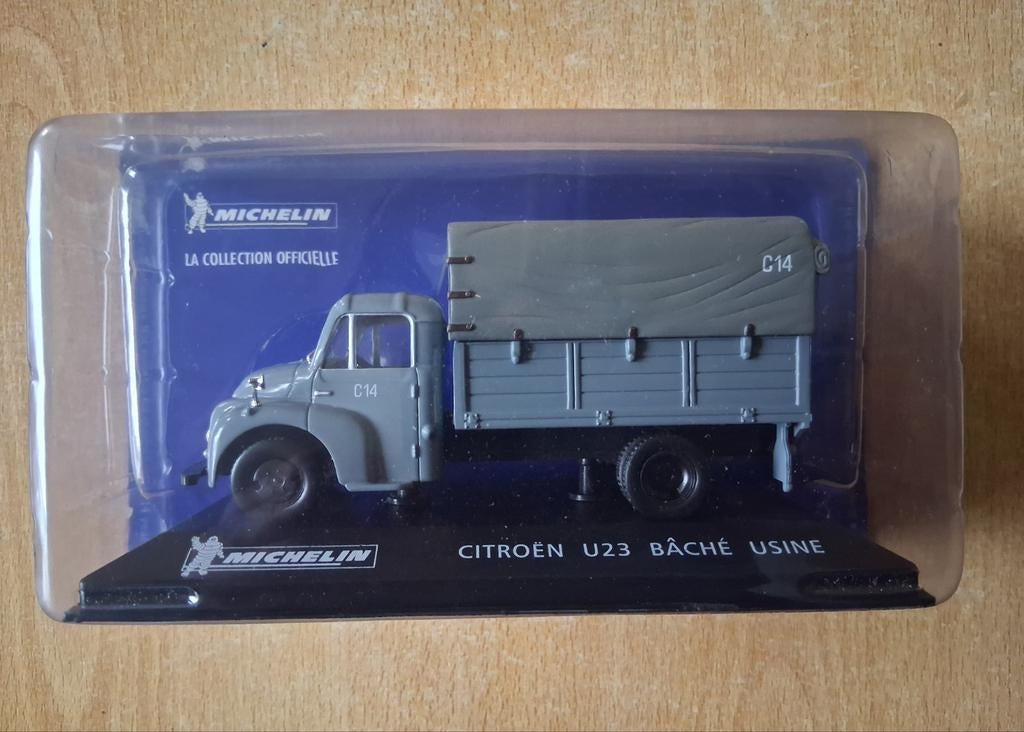 MICHELIN
LA COLLECTION OFFICIELLE
C14
C14
MICHELIN
CITROËN U23 BÂCHÉ USINE